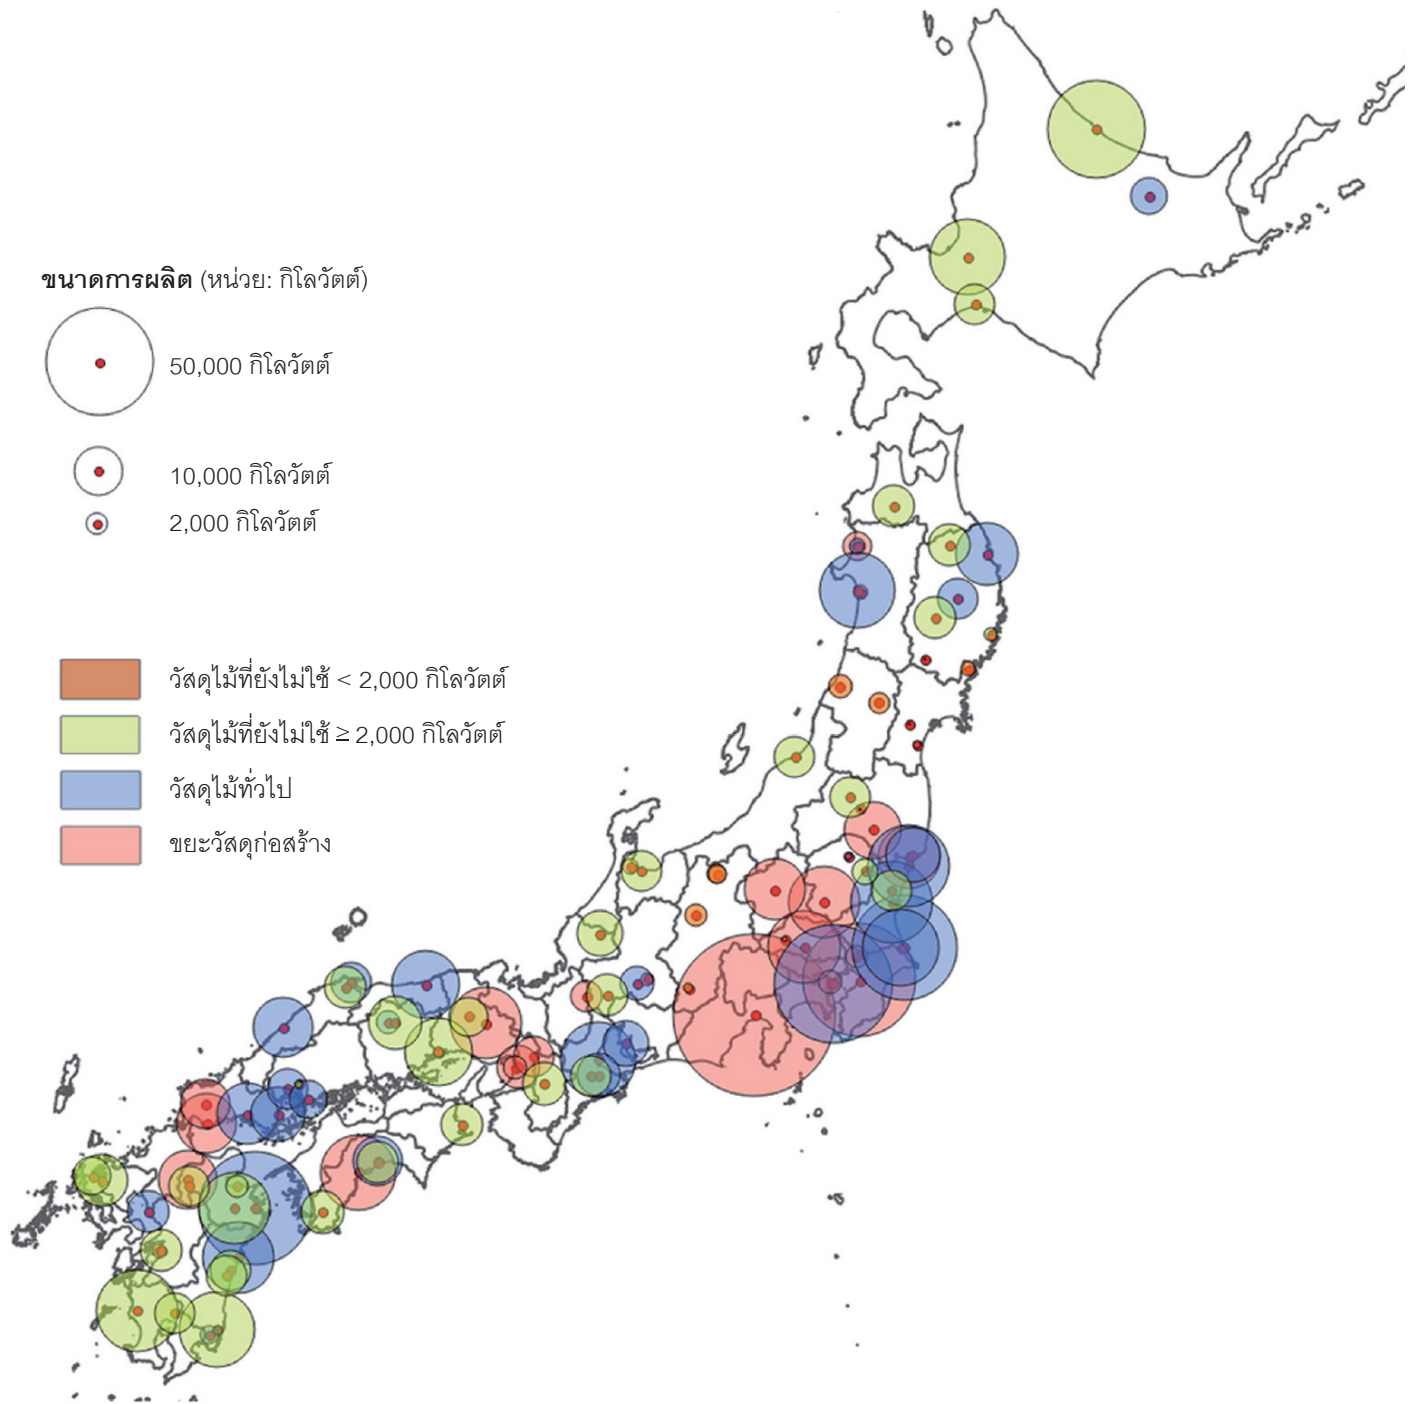 ขนาดการผลิต (หน่วย: กิโลวัตต์)
50,000 กิโลวัตต์
10,000 กิโลวัตต์
2,000 กิโลวัตต์
วัสดุไม้ที่ยังไม่ใช้ < 2,000 กิโลวัตต์
วัสดุไม้ที่ยังไม่ใช้ ≥ 2,000 กิโลวัตต์
วัสดุไม้ทั่วไป
ขยะวัสดุก่อสร้าง